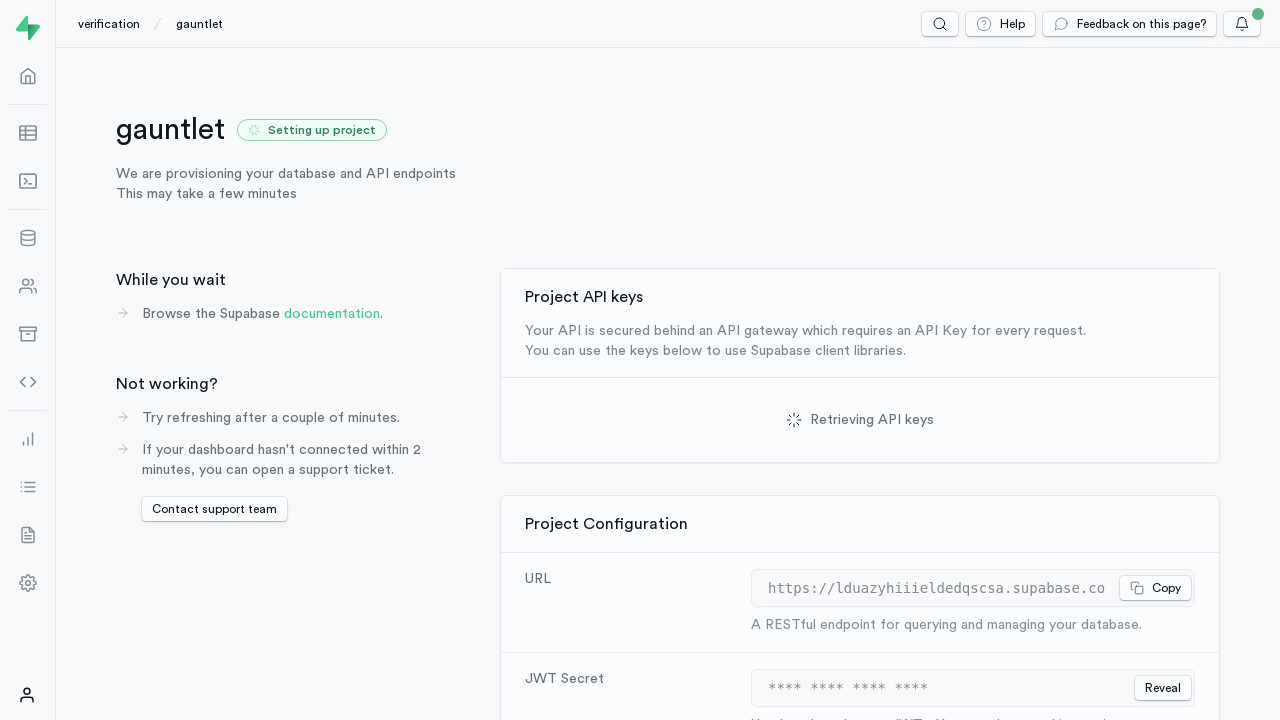 verification / gauntlet
Help
Feedback on this page?
gauntlet
Setting up project
We are provisioning your database and API endpoints
This may take a few minutes
While you wait
Browse the Supabase documentation.
Not working?
Try refreshing after a couple of minutes.
If your dashboard hasn't connected within 2
minutes, you can open a support ticket.
Contact support team
Project API keys
Your API is secured behind an API gateway which requires an API Key for every request.
You can use the keys below to use Supabase client libraries.
Retrieving API keys
Project Configuration
URL
https://lduazyhiiieldedqscsa.supabase.co
Copy
A RESTful endpoint for querying and managing your database.
JWT Secret
**** **** **** ****
Reveal